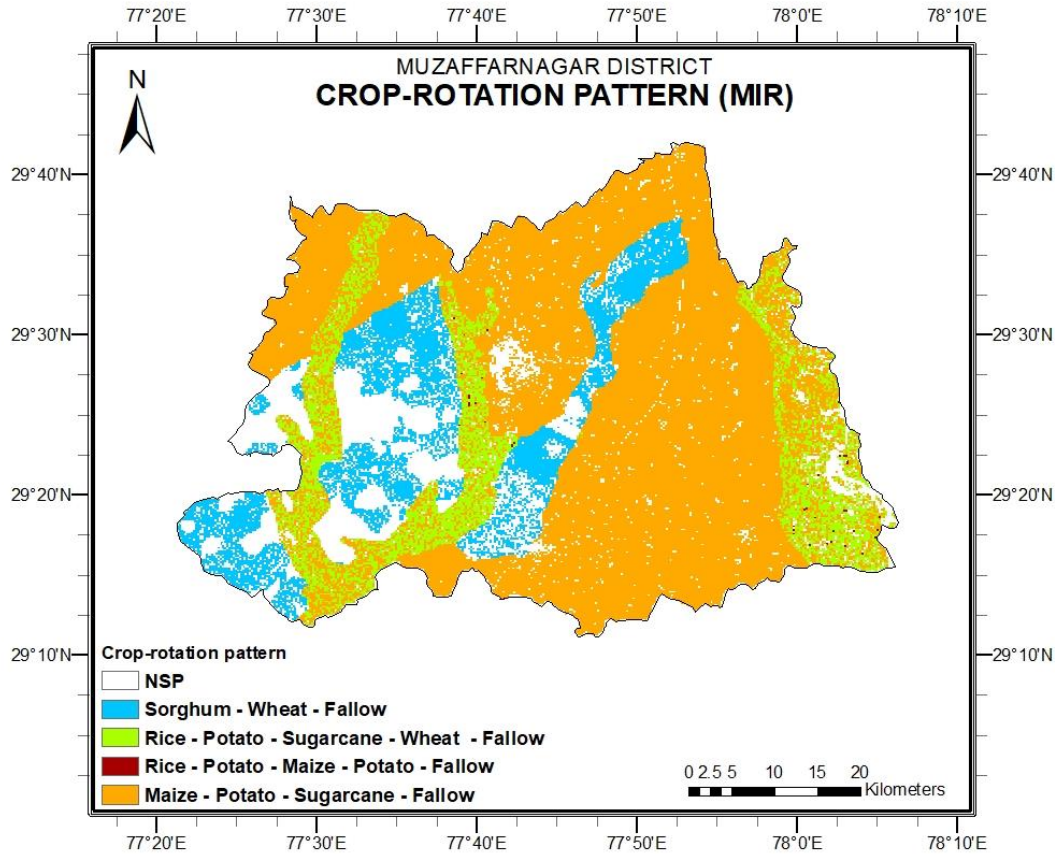 77°20'E 77°30'E 77°40'E 77°50'E 78°0'E 78°10'E
MUZAFFARNAGAR DISTRICT
N
CROP-ROTATION PATTERN (MIR)
29°40'N 29°40'N
29°30'N 29°30'N
29°20'N 29°20'N
29°10'N 29°10'N
Crop-rotation pattern
NSP
Sorghum - Wheat - Fallow
Rice - Potato - Sugarcane - Wheat - Fallow
Rice - Potato - Maize - Potato - Fallow
Maize - Potato - Sugarcane - Fallow
0 2.5 5 10 15 20
Kilometers
77°20'E 77°30'E 77°40'E 77°50'E 78°0'E 78°10'E